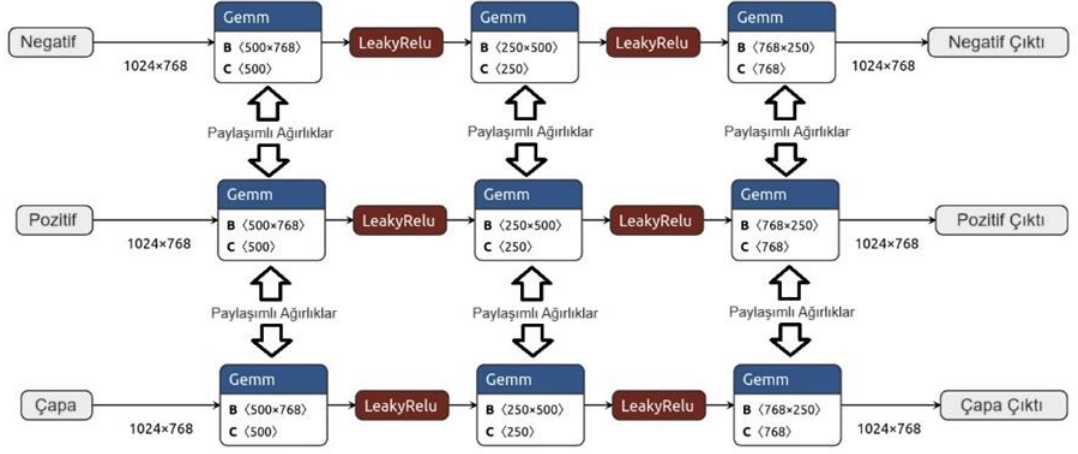 Negatif
1024×768
Gemm
B ⟨500×768⟩
C ⟨500⟩
LeakyRelu
Gemm
B ⟨250×500⟩
C ⟨250⟩
LeakyRelu
Gemm
B ⟨768×250⟩
C ⟨768⟩
1024×768
Negatif Çıktı
Paylaşımlı Ağırlıklar
Paylaşımlı Ağırlıklar
Paylaşımlı Ağırlıklar
Pozitif
1024×768
Gemm
B ⟨500×768⟩
C ⟨500⟩
LeakyRelu
Gemm
B ⟨250×500⟩
C ⟨250⟩
LeakyRelu
Gemm
B ⟨768×250⟩
C ⟨768⟩
1024×768
Pozitif Çıktı
Paylaşımlı Ağırlıklar
Paylaşımlı Ağırlıklar
Paylaşımlı Ağırlıklar
Çapa
1024×768
Gemm
B ⟨500×768⟩
C ⟨500⟩
LeakyRelu
Gemm
B ⟨250×500⟩
C ⟨250⟩
LeakyRelu
Gemm
B ⟨768×250⟩
C ⟨768⟩
1024×768
Çapa Çıktı